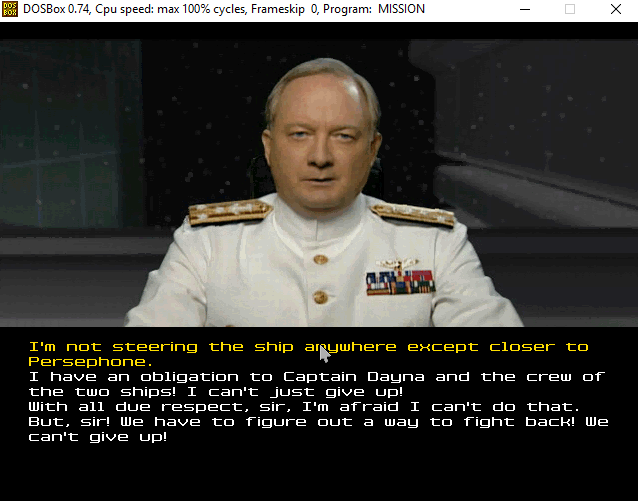 DOSBox 0.74, Cpu speed: max 100% cycles, Frameskip 0, Program: MISSION
DOS
BOX
I'm not steering the ship anywhere except closer to
Persephone.
I have an obligation to Captain Dayna and the crew of
the two ships! I can't just give up!
With all due respect, sir, I'm afraid I can't do that.
But, sir! We have to figure out a way to fight back! We
can't give up!